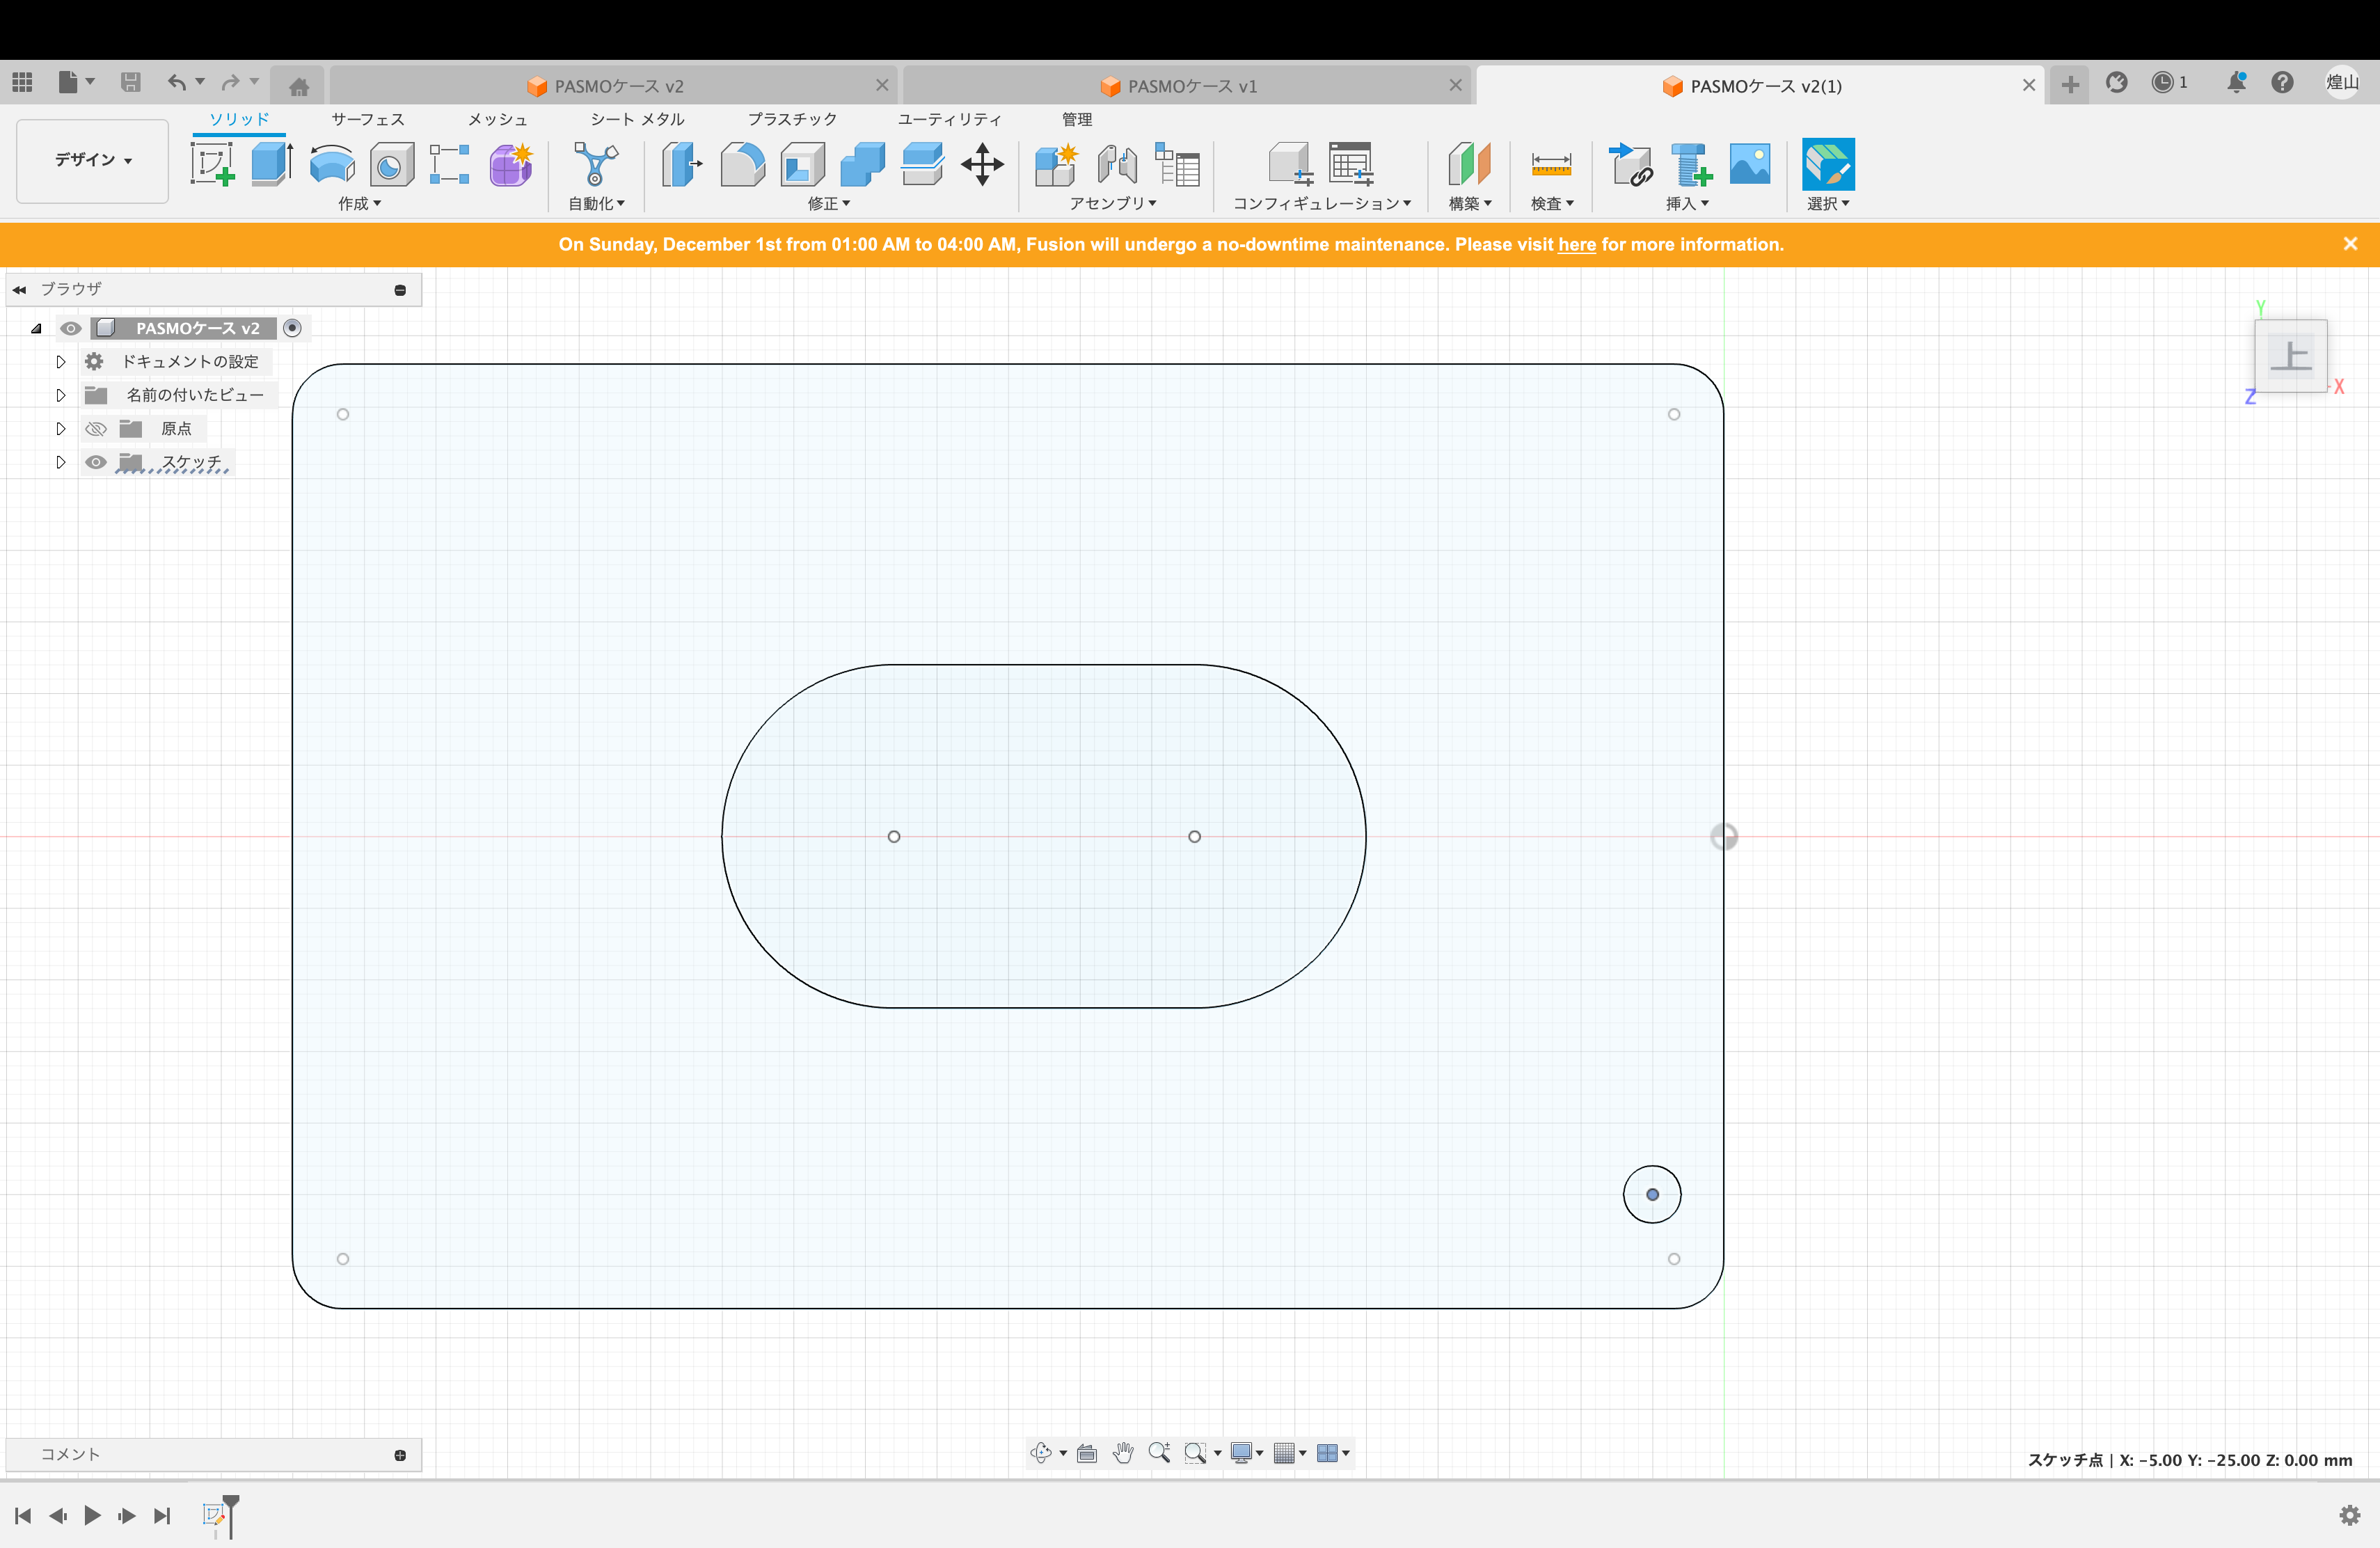 PASMOケース v2
PASMOケース v1
PASMOケース v2(1)
1
煌山
デザイン
ソリッド
サーフェス
メッシュ
シート メタル
プラスチック
ユーティリティ
管理
作成
自動化
修正
アセンブリ
コンフィギュレーション
構築
検査
挿入
選択
On Sunday, December 1st from 01:00 AM to 04:00 AM, Fusion will undergo a no-downtime maintenance. Please visit here for more information.
ブラウザ
PASMOケース v2
ドキュメントの設定
名前の付いたビュー
原点
スケッチ
Y
上
Z
X
コメント
スケッチ点 | X: -5.00 Y: -25.00 Z: 0.00 mm